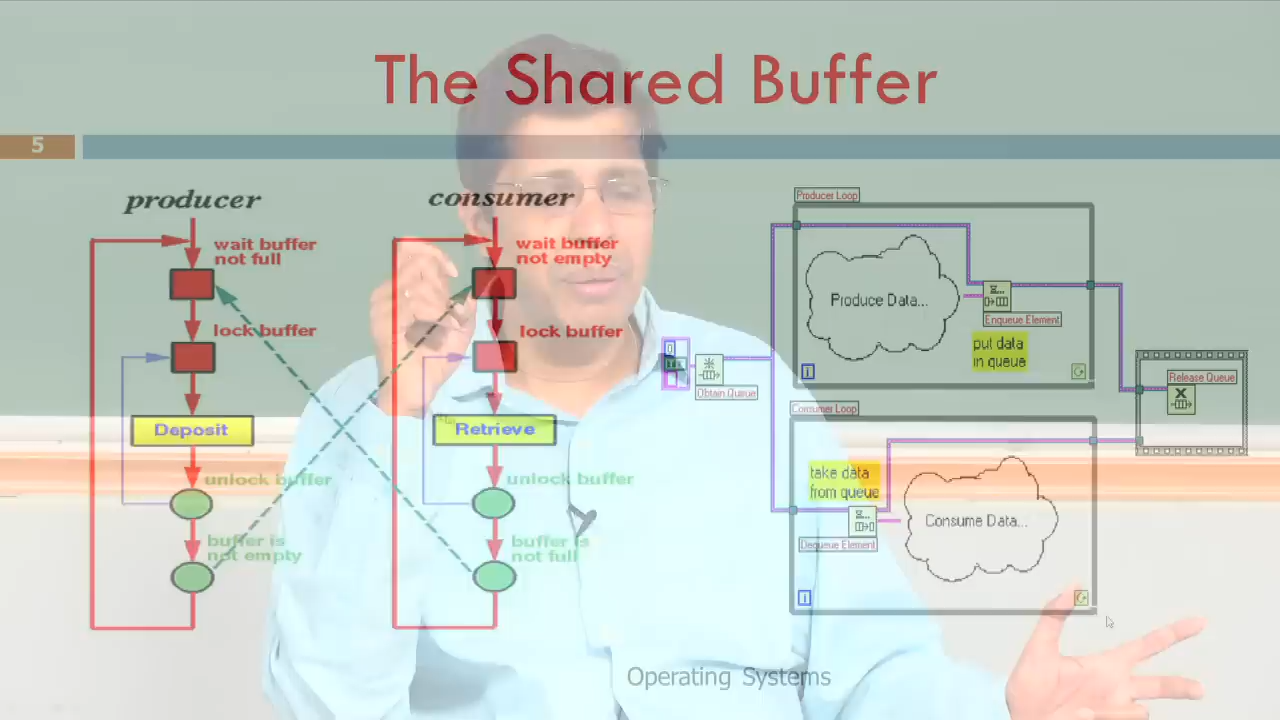 The Shared Buffer
5
producer
wait buffer
not full
lock buffer
Deposit
unlock buffer
buffer is
not empty
consumer
wait buffer
not empty
lock buffer
Retrieve
unlock buffer
buffer is
not full
Obtain Queue
Producer Loop
Produce Data...
Enqueue Element
put data
in queue
i
Consumer Loop
take data
from queue
Dequeue Element
Consume Data...
i
Release Queue
Operating Systems